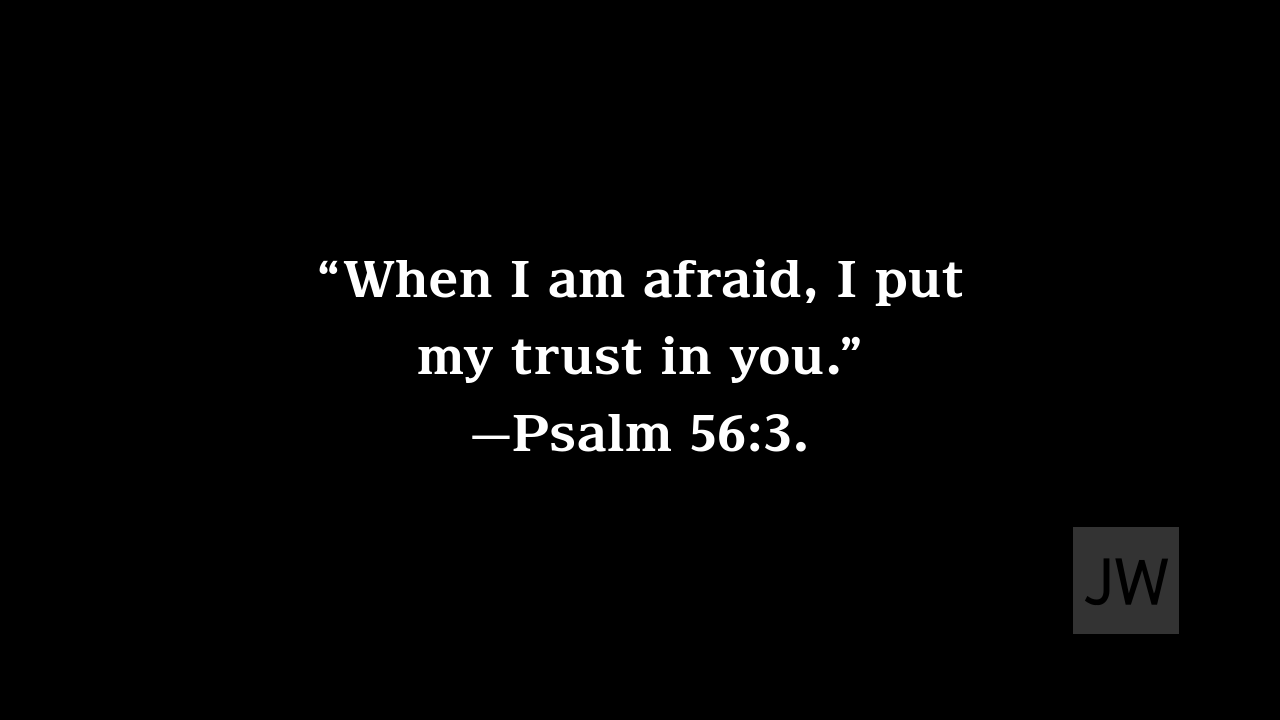 “When I am afraid, I put
my trust in you.”
—Psalm 56:3.
JW